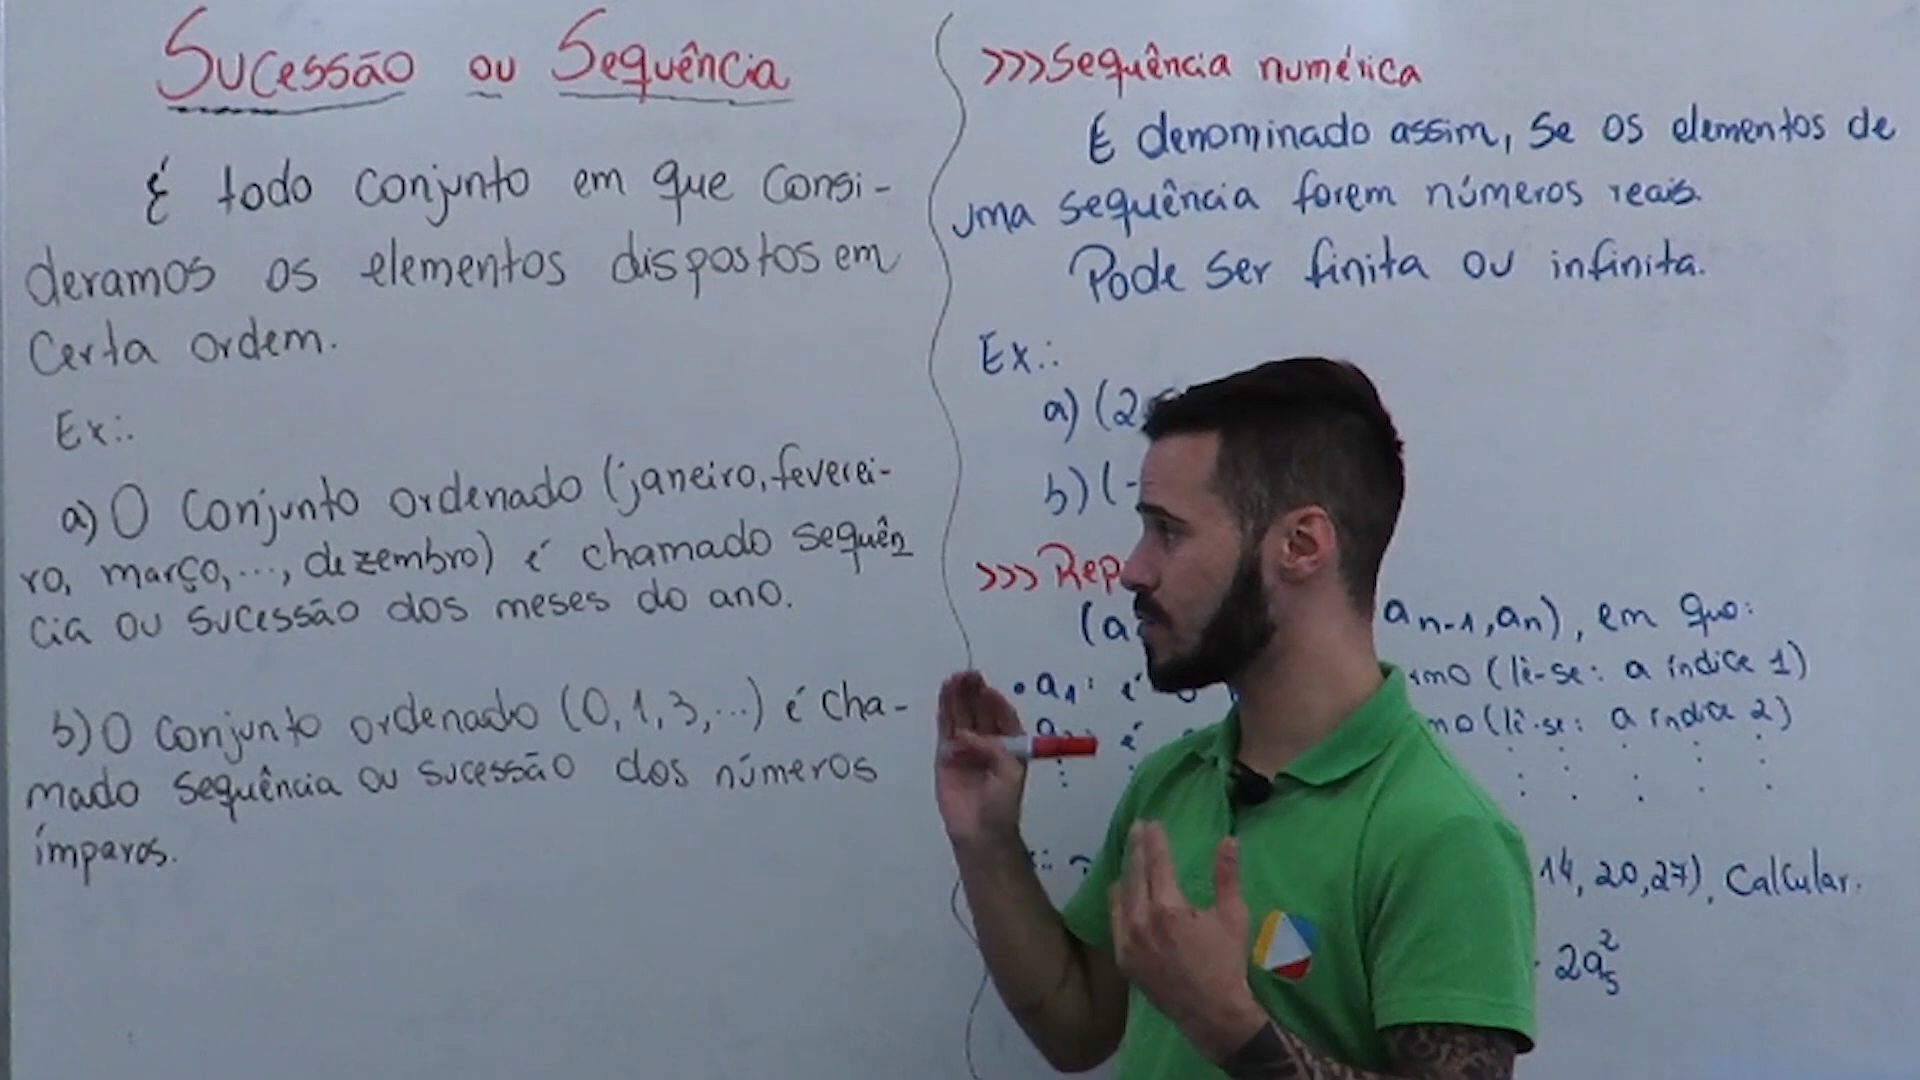 Sucessão ou Sequência
É todo conjunto em que consi-
deramos os elementos dispostos em
certa ordem.
Ex.:
a) O conjunto ordenado (janeiro, feverei-
ro, março, ..., dezembro) é chamado sequên
cia ou sucessão dos meses do ano.
b) O conjunto ordenado (0, 1, 3, ...) é cha-
mado sequência ou sucessão dos números
ímpares.
>>> Sequência numérica
É denominado assim, se os elementos de
uma sequência forem números reais.
Pode ser finita ou infinita.
Ex.:
a) (2
b) (-
>>> Rep
(a an-1, an), em que:
• a1: é o mo (lê-se: a índice 1)
a2: é mo (lê-se: a índice 2)
14, 20, 27). Calcular.
2a5²